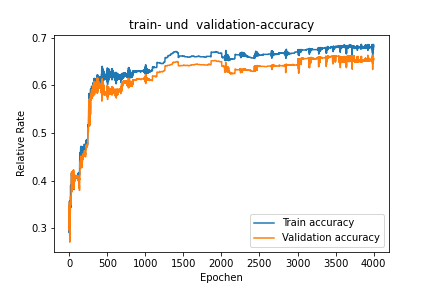 train- und  validation-accuracy
0.7
0.6
0.5
0.4
0.3
Relative Rate
Train accuracy
Validation accuracy
0 500 1000 1500 2000 2500 3000 3500 4000
Epochen